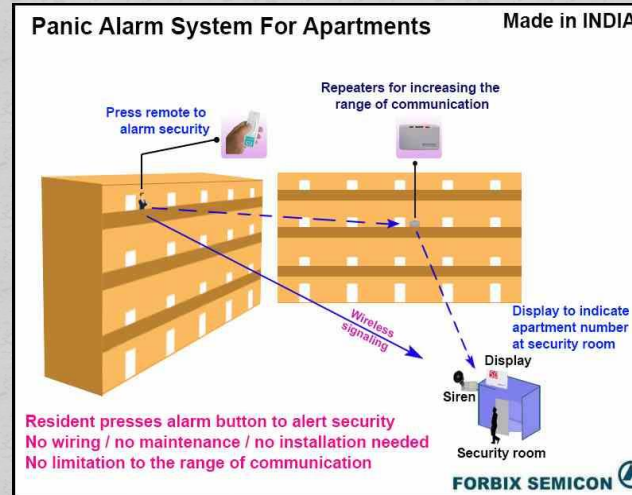 Panic Alarm System For Apartments
Made in INDIA
Repeaters for increasing the
range of communication
Press remote to
alarm security
Wireless
signaling
Display to indicate
apartment number
at security room
Display
Siren
Security room
Resident presses alarm button to alert security
No wiring / no maintenance / no installation needed
No limitation to the range of communication
FORBIX SEMICON